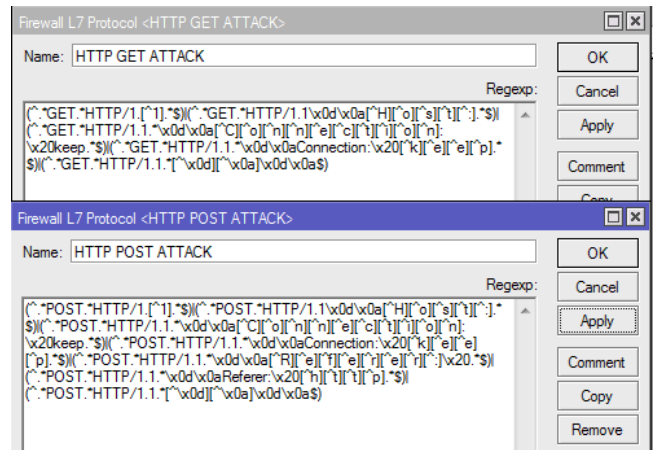 Firewall L7 Protocol <HTTP GET ATTACK>
Name: HTTP GET ATTACK
OK
Regexp:
Cancel
(^.*GET.*HTTP/1.[^1].*$)|(^.*GET.*HTTP/1.1\x0d\x0a[^H][^o][^s][^t][^:].*$)|
(^.*GET.*HTTP/1.1.*\x0d\x0a[^C][^o][^n][^n][^e][^c][^t][^i][^o][^n]:
\x20keep.*$)|(^.*GET.*HTTP/1.1.*\x0d\x0aConnection:\x20[^k][^e][^e][^p].*
$)|(^.*GET.*HTTP/1.1.*[^\x0d][^\x0a]\x0d\x0a$)
Apply
Comment
Copy
Firewall L7 Protocol <HTTP POST ATTACK>
Name: HTTP POST ATTACK
OK
Regexp:
Cancel
(^.*POST.*HTTP/1.[^1].*$)|(^.*POST.*HTTP/1.1\x0d\x0a[^H][^o][^s][^t][^:].*
$)|(^.*POST.*HTTP/1.1.*\x0d\x0a[^C][^o][^n][^n][^e][^c][^t][^i][^o][^n]:
\x20keep.*$)|(^.*POST.*HTTP/1.1.*\x0d\x0aConnection:\x20[^k][^e][^e]
[^p].*$)|(^.*POST.*HTTP/1.1.*\x0d\x0a[^R][^e][^f][^e][^r][^e][^r][^:]\x20.*$)|
(^.*POST.*HTTP/1.1.*\x0d\x0aReferer:\x20[^h][^t][^t][^p].*$)|
(^.*POST.*HTTP/1.1.*[^\x0d][^\x0a]\x0d\x0a$)
Apply
Comment
Copy
Remove